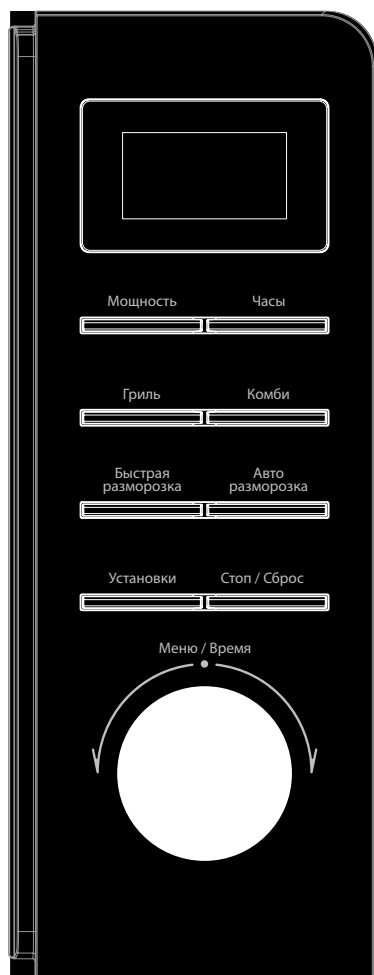 Мощность
Часы
Гриль
Комби
Быстрая
разморозка
Авто
разморозка
Установки
Стоп / Сброс
Меню / Время